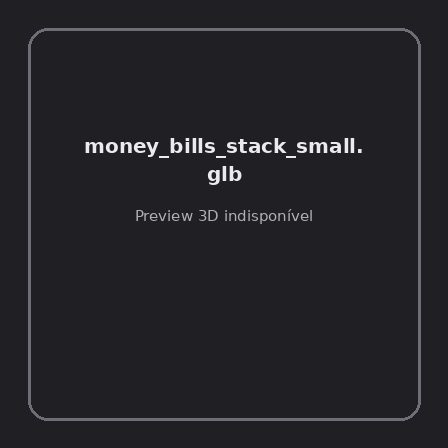 money_bills_stack_small.
glb
Preview 3D indisponível